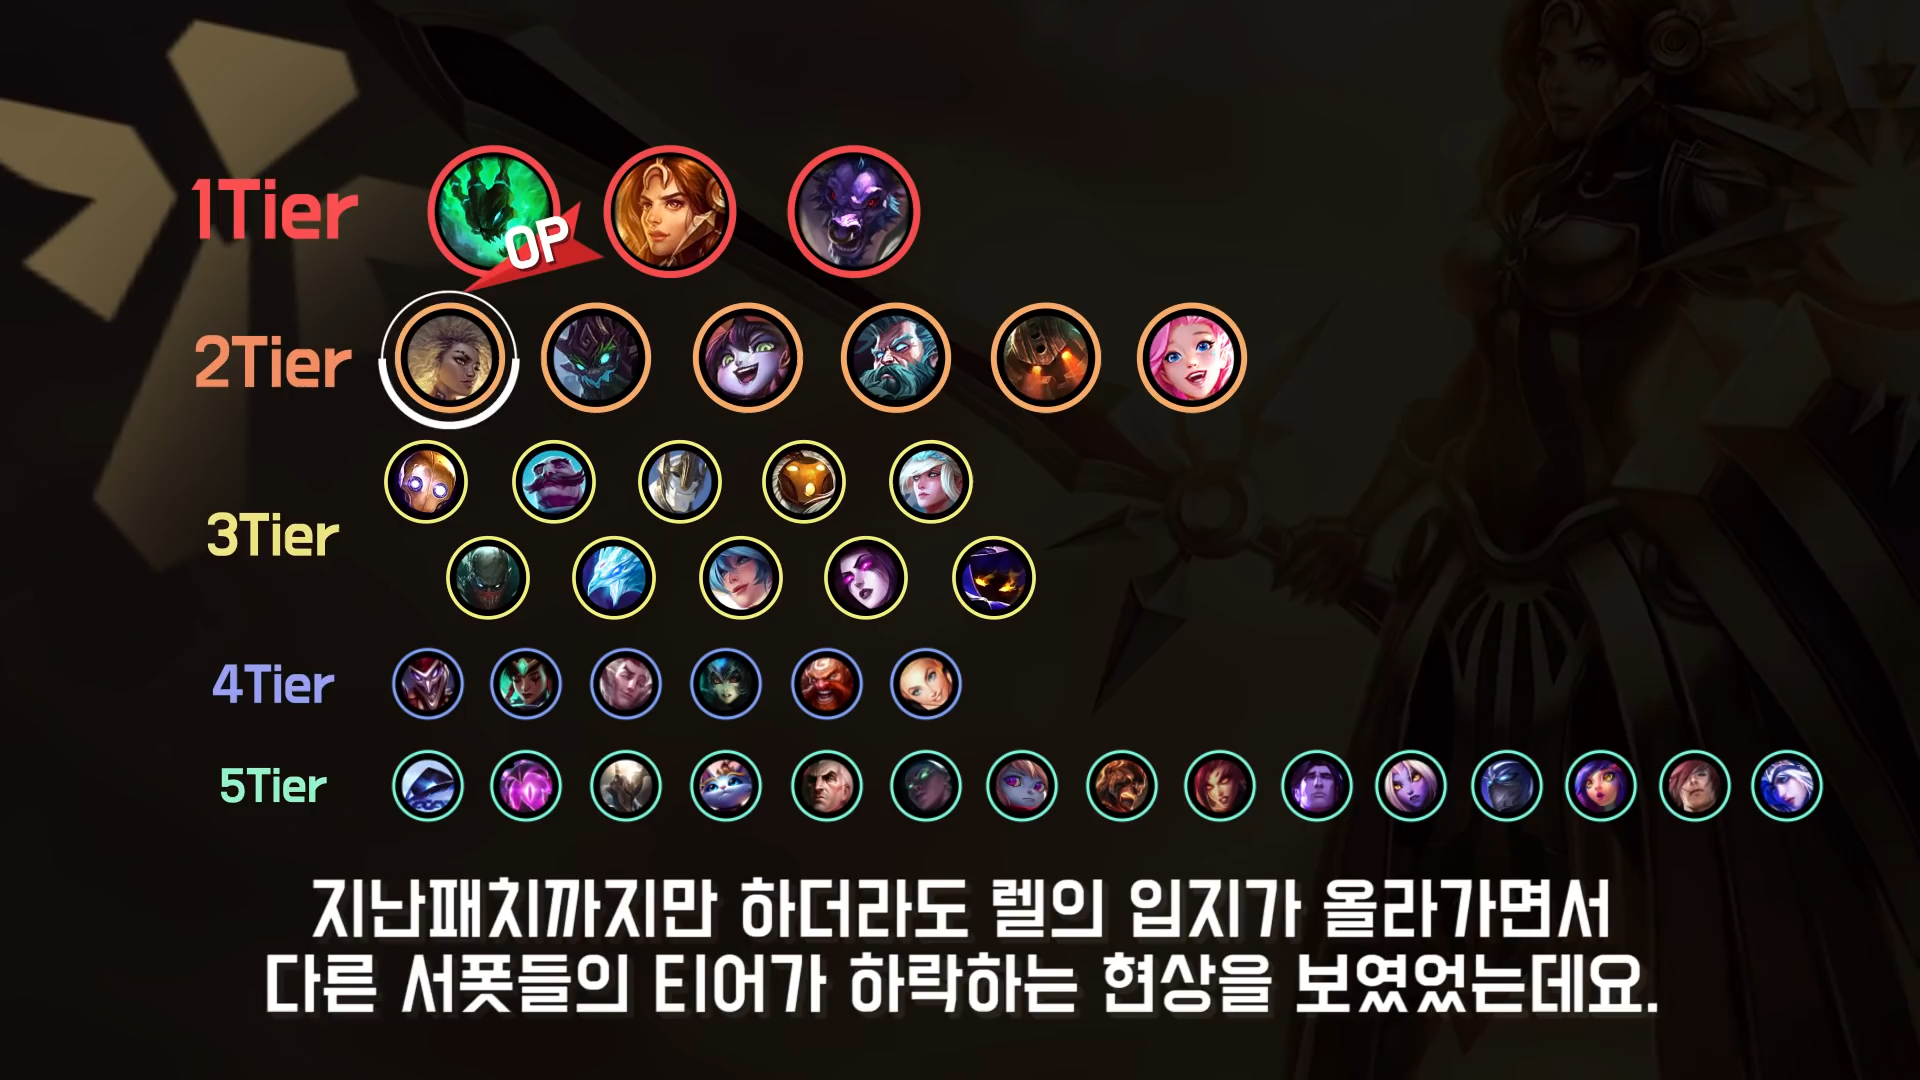 1Tier
OP
2Tier
3Tier
4Tier
5Tier
지난패치까지만 하더라도 렐의 입지가 올라가면서
다른 서폿들의 티어가 하락하는 현상을 보였었는데요.